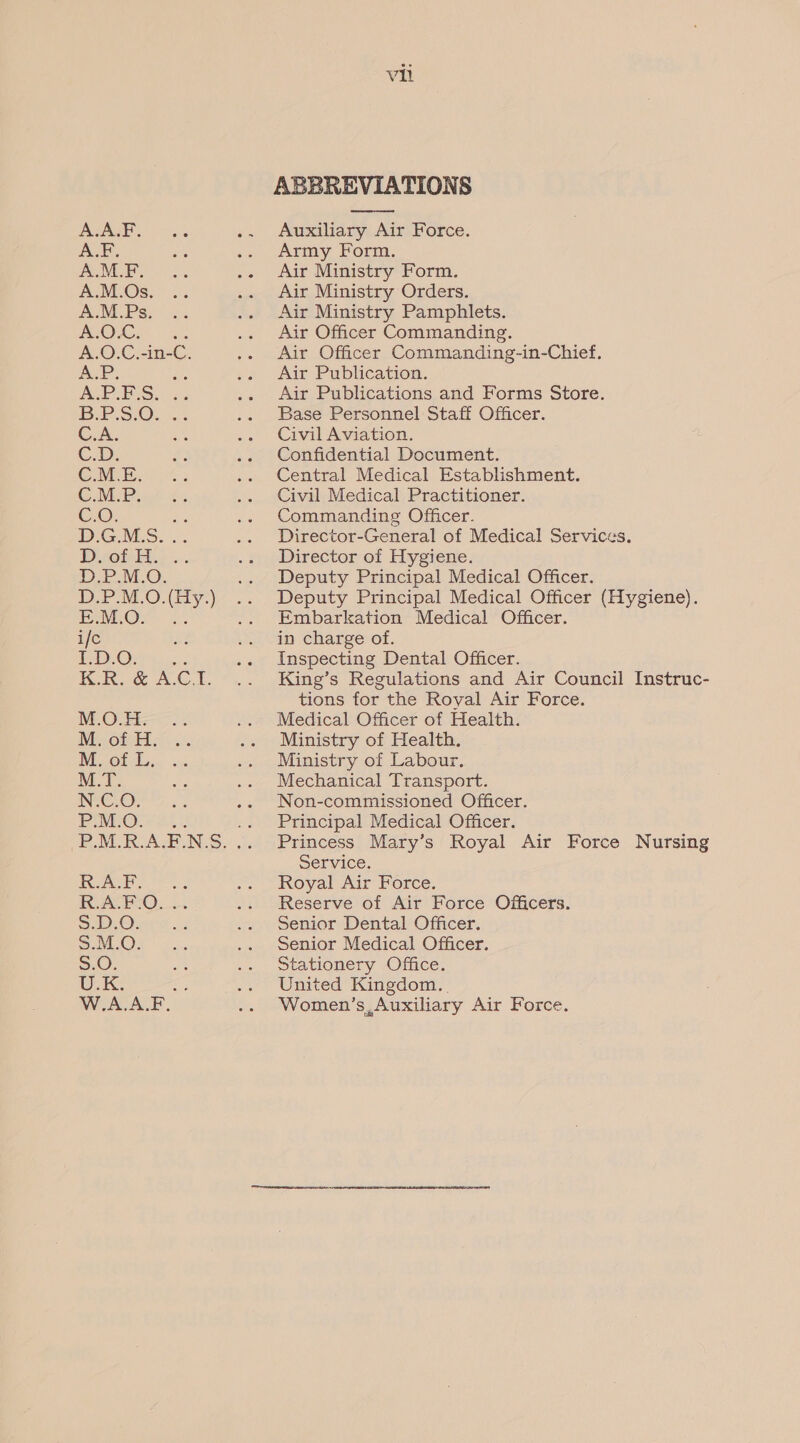 vii
ABBREVIATIONS
A.A.F. .. .. Auxiliary Air Force.
A.F. .. .. Army Form.
A.M.F. .. .. Air Ministry Form.
A.M.Os. .. .. Air Ministry Orders.
A.M.Ps. .. .. Air Ministry Pamphlets.
A.O.C. .. .. Air Officer Commanding.
A.O.C.-in-C. .. Air Officer Commanding-in-Chief.
A.P. .. .. Air Publication.
A.P.F.S. .. .. Air Publications and Forms Store.
B.P.S.O. .. .. Base Personnel Staff Officer.
C.A. .. .. Civil Aviation.
C.D. .. .. Confidential Document.
C.M.E. .. .. Central Medical Establishment.
C.M.P. .. .. Civil Medical Practitioner.
C.O. .. .. Commanding Officer.
D.G.M.S. .. .. Director-General of Medical Services.
D. of H. .. .. Director of Hygiene.
D.P.M.O. .. Deputy Principal Medical Officer.
D.P.M.O.(Hy.) .. Deputy Principal Medical Officer (Hygiene).
E.M.O. .. .. Embarkation Medical Officer.
i/c .. .. in charge of.
I.D.O. .. .. Inspecting Dental Officer.
K.R. & A.C.I. .. King's Regulations and Air Council Instruc-
tions for the Royal Air Force.
M.O.H. .. .. Medical Officer of Health.
M. of H. .. .. Ministry of Health.
M. of L. .. .. Ministry of Labour.
M.T. .. .. Mechanical Transport.
N.C.O. .. .. Non-commissioned Officer.
P.M.O. .. .. Principal Medical Officer.
P.M.R.A.F.N.S. .. Princess Mary's Royal Air Force Nursing
Service.
R.A.F. .. .. Royal Air Force.
R.A.F.O. .. .. Reserve of Air Force Officers.
S.D.O. .. .. Senior Dental Officer.
S.M.O. .. .. Senior Medical Officer.
S.O. .. .. Stationery Office.
U.K. .. .. United Kingdom.
W.A.A.F. .. Women's Auxiliary Air Force.